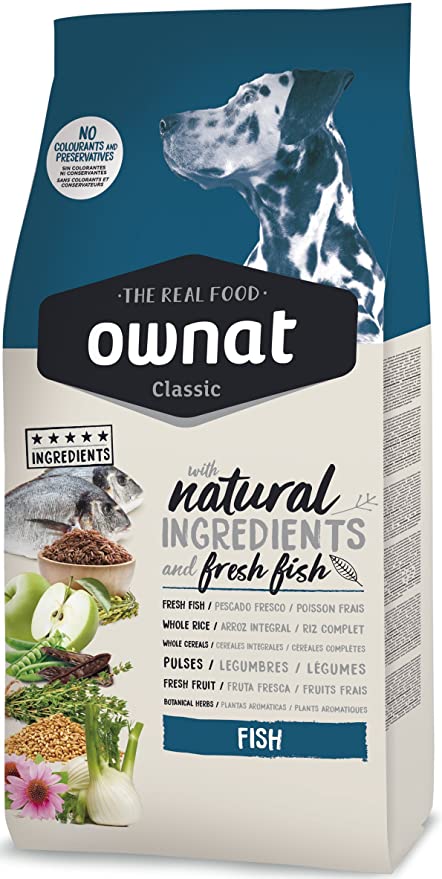 NO
COLOURANTS AND
PRESERVATIVES
SIN COLORANTES
NI CONSERVANTES
SANS COLORANTS ET
CONSERVATEURS
·THE REAL FOOD·
ownat
Classic
★★★★★
INGREDIENTS
with
natural
INGREDIENTS
and fresh fish
FRESH FISH / PESCADO FRESCO / POISSON FRAIS
WHOLE RICE / ARROZ INTEGRAL / RIZ COMPLET
WHOLE CEREALS / CEREALES INTEGRALES / CÉRÉALES COMPLÈTES
PULSES / LEGUMBRES / LÉGUMES
FRESH FRUIT / FRUTA FRESCA / FRUITS FRAIS
BOTANICAL HERBS / PLANTAS AROMÁTICAS / PLANTS AROMATIQUES
FISH